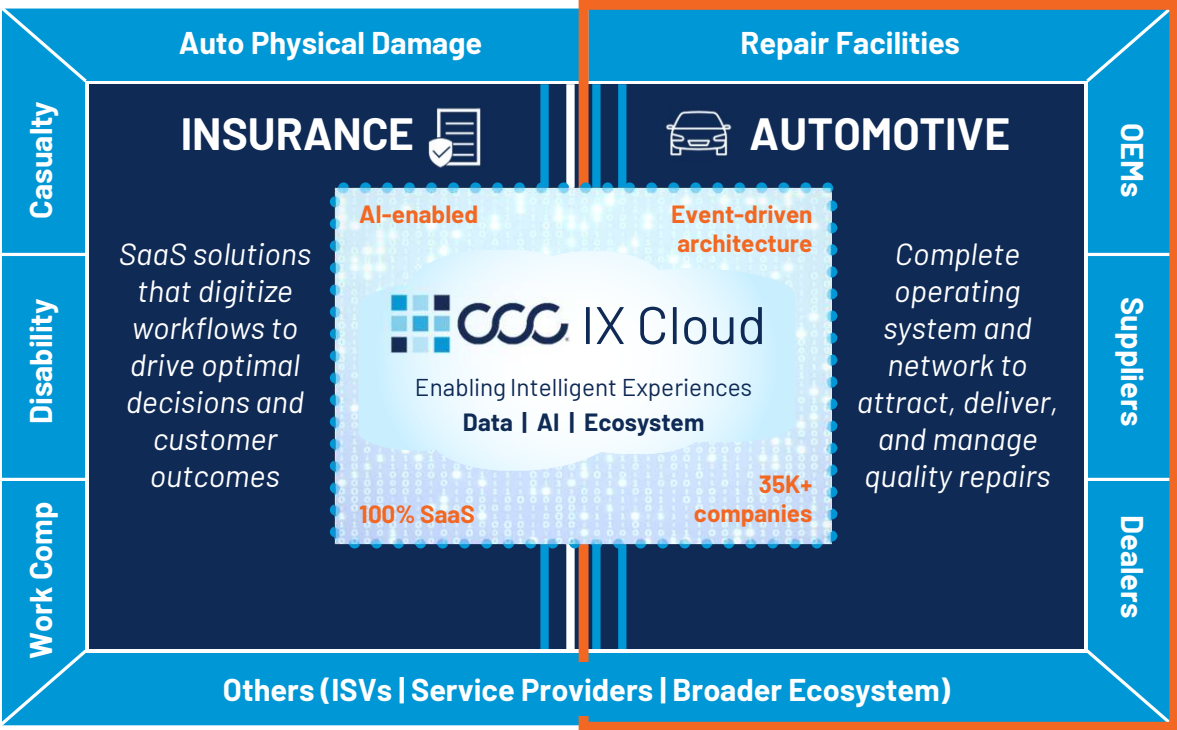 Auto Physical Damage
Repair Facilities
Casualty
Disability
Work Comp
INSURANCE
SaaS solutions
that digitize
workflows to
drive optimal
decisions and
customer
outcomes
AI-enabled
Event-driven
architecture
CCC IX Cloud
Enabling Intelligent Experiences
Data | AI | Ecosystem
100% SaaS
35K+
companies
AUTOMOTIVE
Complete
operating
system and
network to
attract, deliver,
and manage
quality repairs
OEMs
Suppliers
Dealers
Others (ISVs | Service Providers | Broader Ecosystem)